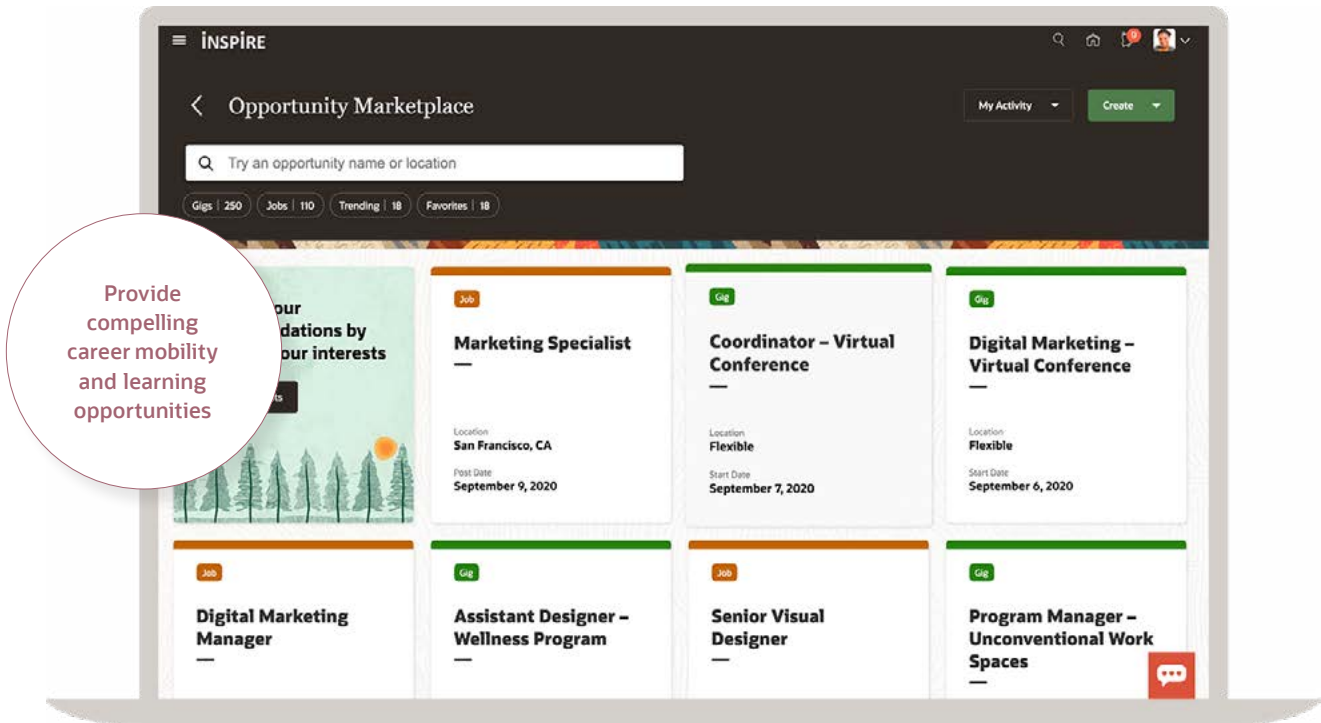 iNSPiRE
9
Opportunity Marketplace
My Activity
Create
Try an opportunity name or location
Gigs | 250
Jobs | 110
Trending | 18
Favorites | 18
Provide
compelling
career mobility
and learning
opportunities
our
dations by
our interests
ts
Job
Marketing Specialist
Location
San Francisco, CA
Post Date
September 9, 2020
Gig
Coordinator – Virtual
Conference
Location
Flexible
Start Date
September 7, 2020
Gig
Digital Marketing –
Virtual Conference
Location
Flexible
Start Date
September 6, 2020
Job
Digital Marketing
Manager
Gig
Assistant Designer –
Wellness Program
Job
Senior Visual
Designer
Gig
Program Manager –
Unconventional Work
Spaces